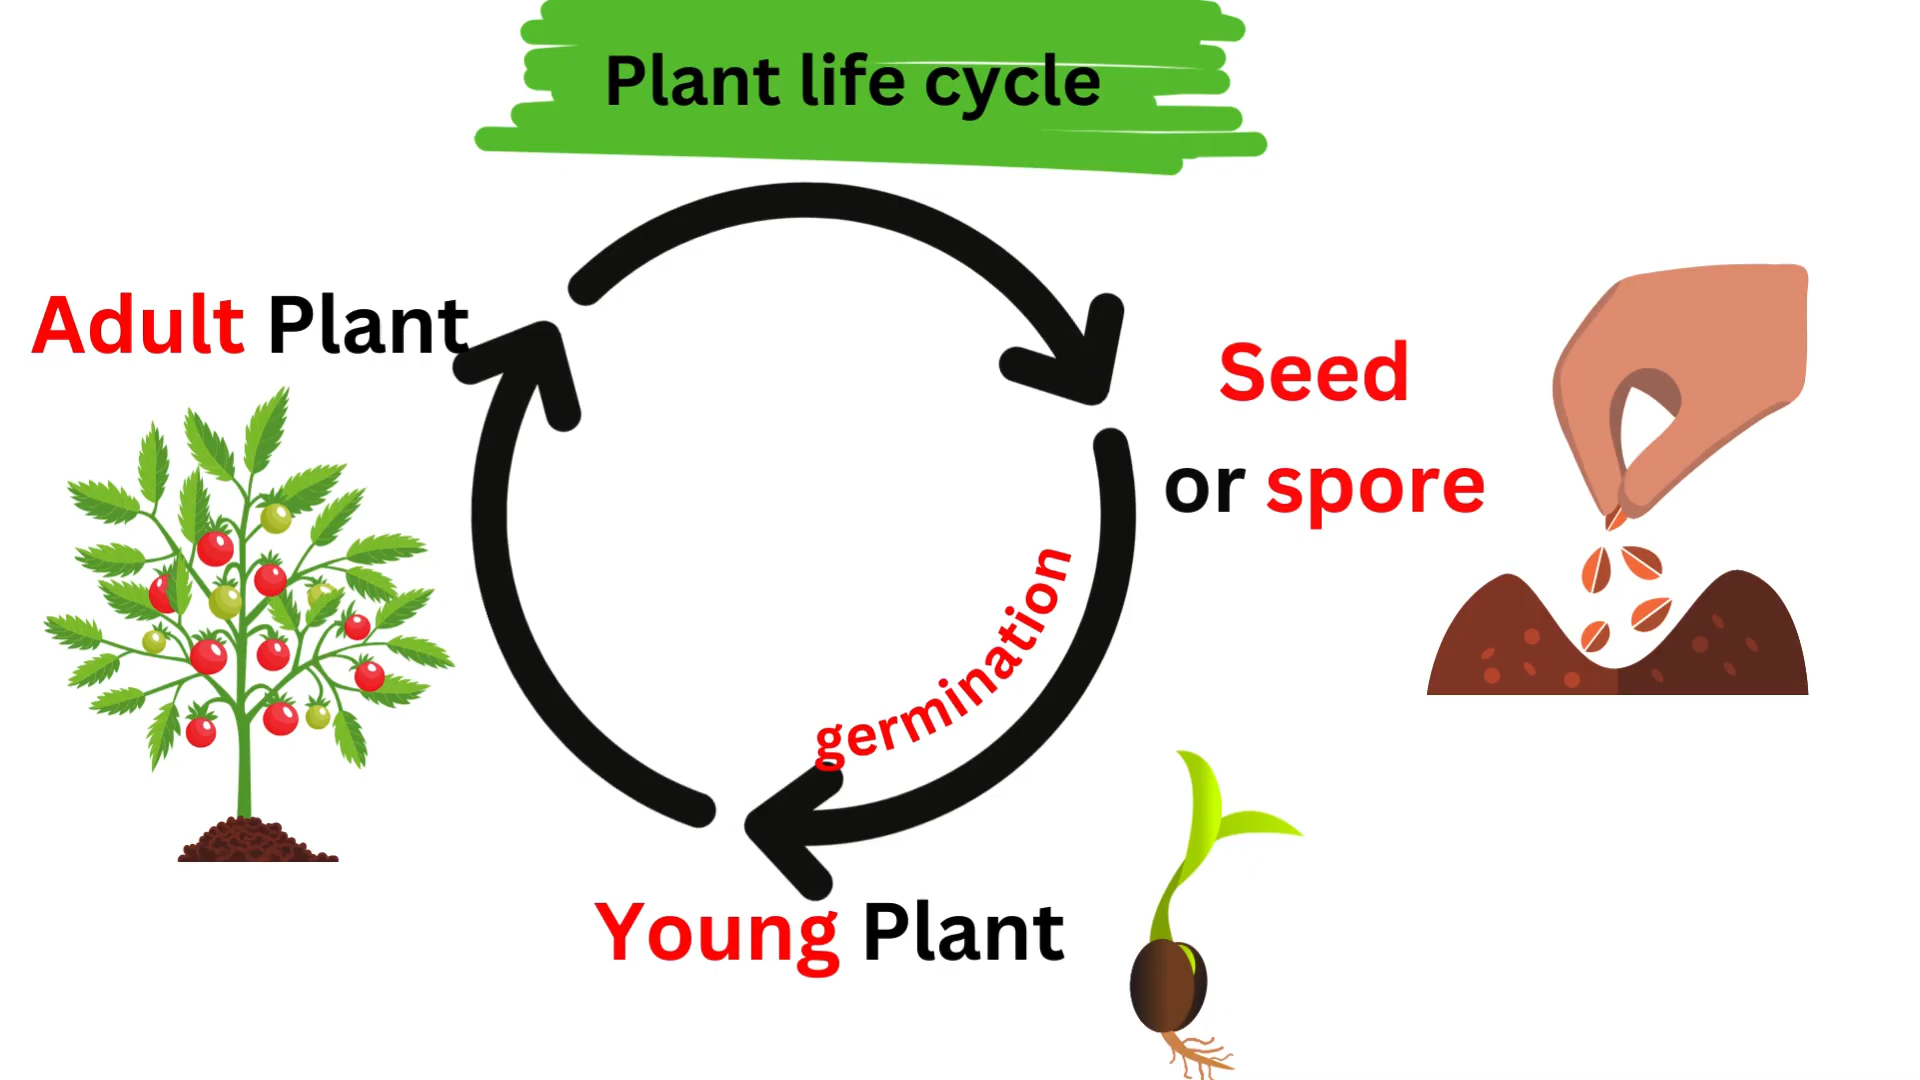 Plant life cycle
Adult Plant
Seed
or spore
germination
Young Plant